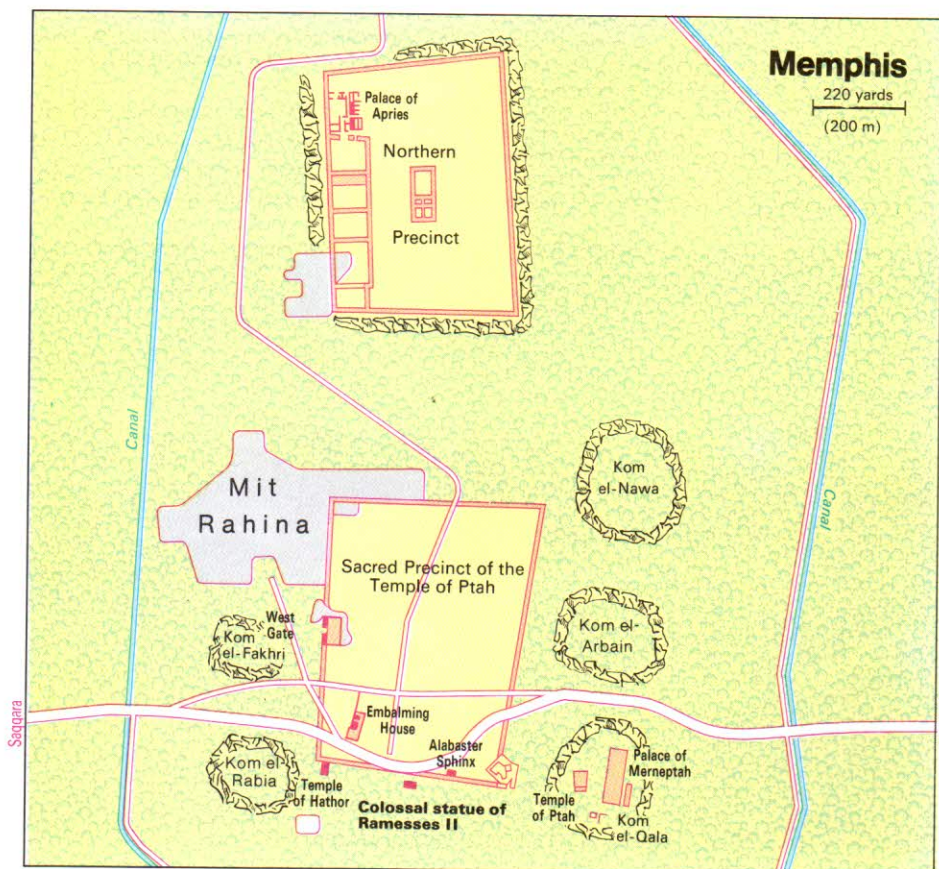 Memphis
220 yards
(200 m)
Palace of
Apries
Northern
Precinct
Canal
Mit
Rahina
Kom
el-Nawa
Canal
Sacred Precinct of the
Temple of Ptah
West
Gate
Kom
el-Fakhri
Kom el-
Arbain
Saqqara
Embalming
House
Alabaster
Sphinx
Kom el
Rabia
Temple
of Hathor
Colossal statue of
Ramesses II
Palace of
Merneptah
Temple
of Ptah
Kom
el-Qala